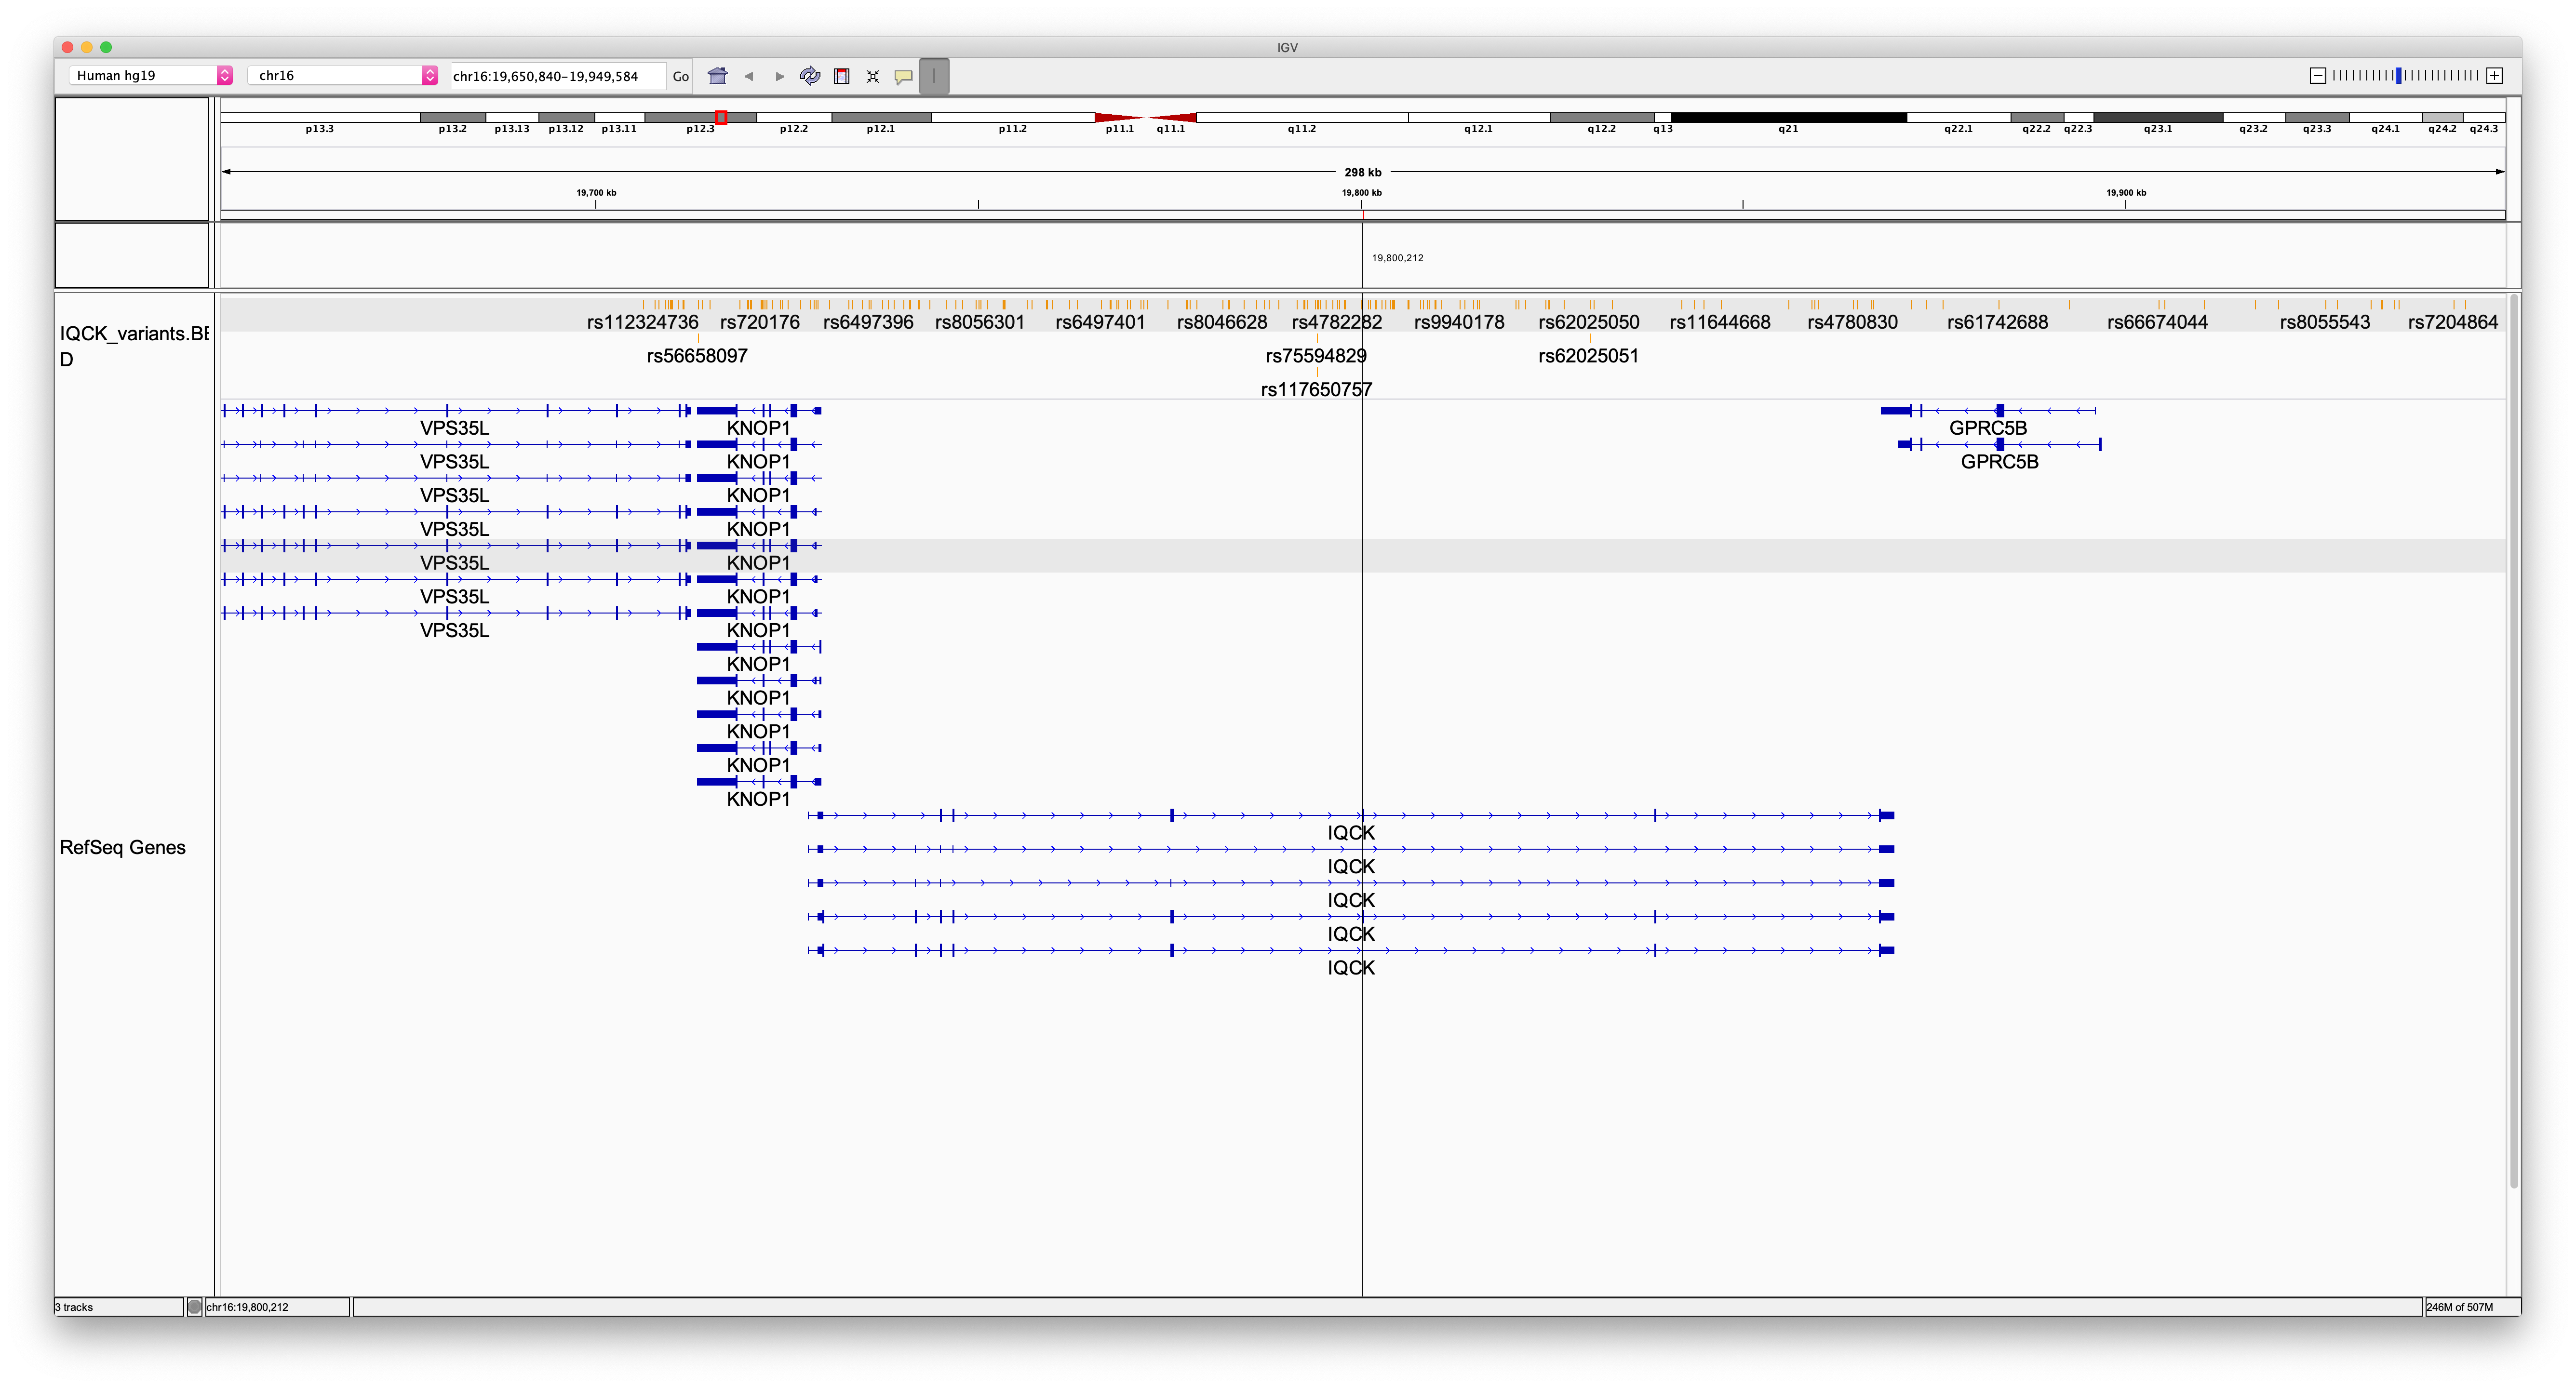 IGV
Human hg19 chr16 chr16:19,650,840-19,949,584 Go
p13.3 p13.2 p13.13 p13.12 p13.11 p12.3 p12.2 p12.1 p11.2 p11.1 q11.1 q11.2 q12.1 q12.2 q13 q21 q22.1 q22.2 q22.3 q23.1 q23.2 q23.3 q24.1 q24.2 q24.3
298 kb
19,700 kb 19,800 kb 19,900 kb
19,800,212
IQCK_variants.BE
D
rs112324736 rs720176 rs6497396 rs8056301 rs6497401 rs8046628 rs4782282 rs9940178 rs62025050 rs11644668 rs4780830 rs61742688 rs66674044 rs8055543 rs7204864
rs56658097 rs75594829 rs62025051
rs117650757
VPS35L KNOP1 GPRC5B
VPS35L KNOP1 GPRC5B
VPS35L KNOP1
VPS35L KNOP1
VPS35L KNOP1
VPS35L KNOP1
VPS35L KNOP1
KNOP1
KNOP1
KNOP1
KNOP1
KNOP1
IQCK
RefSeq Genes
IQCK
IQCK
IQCK
IQCK
3 tracks chr16:19,800,212 246M of 507M